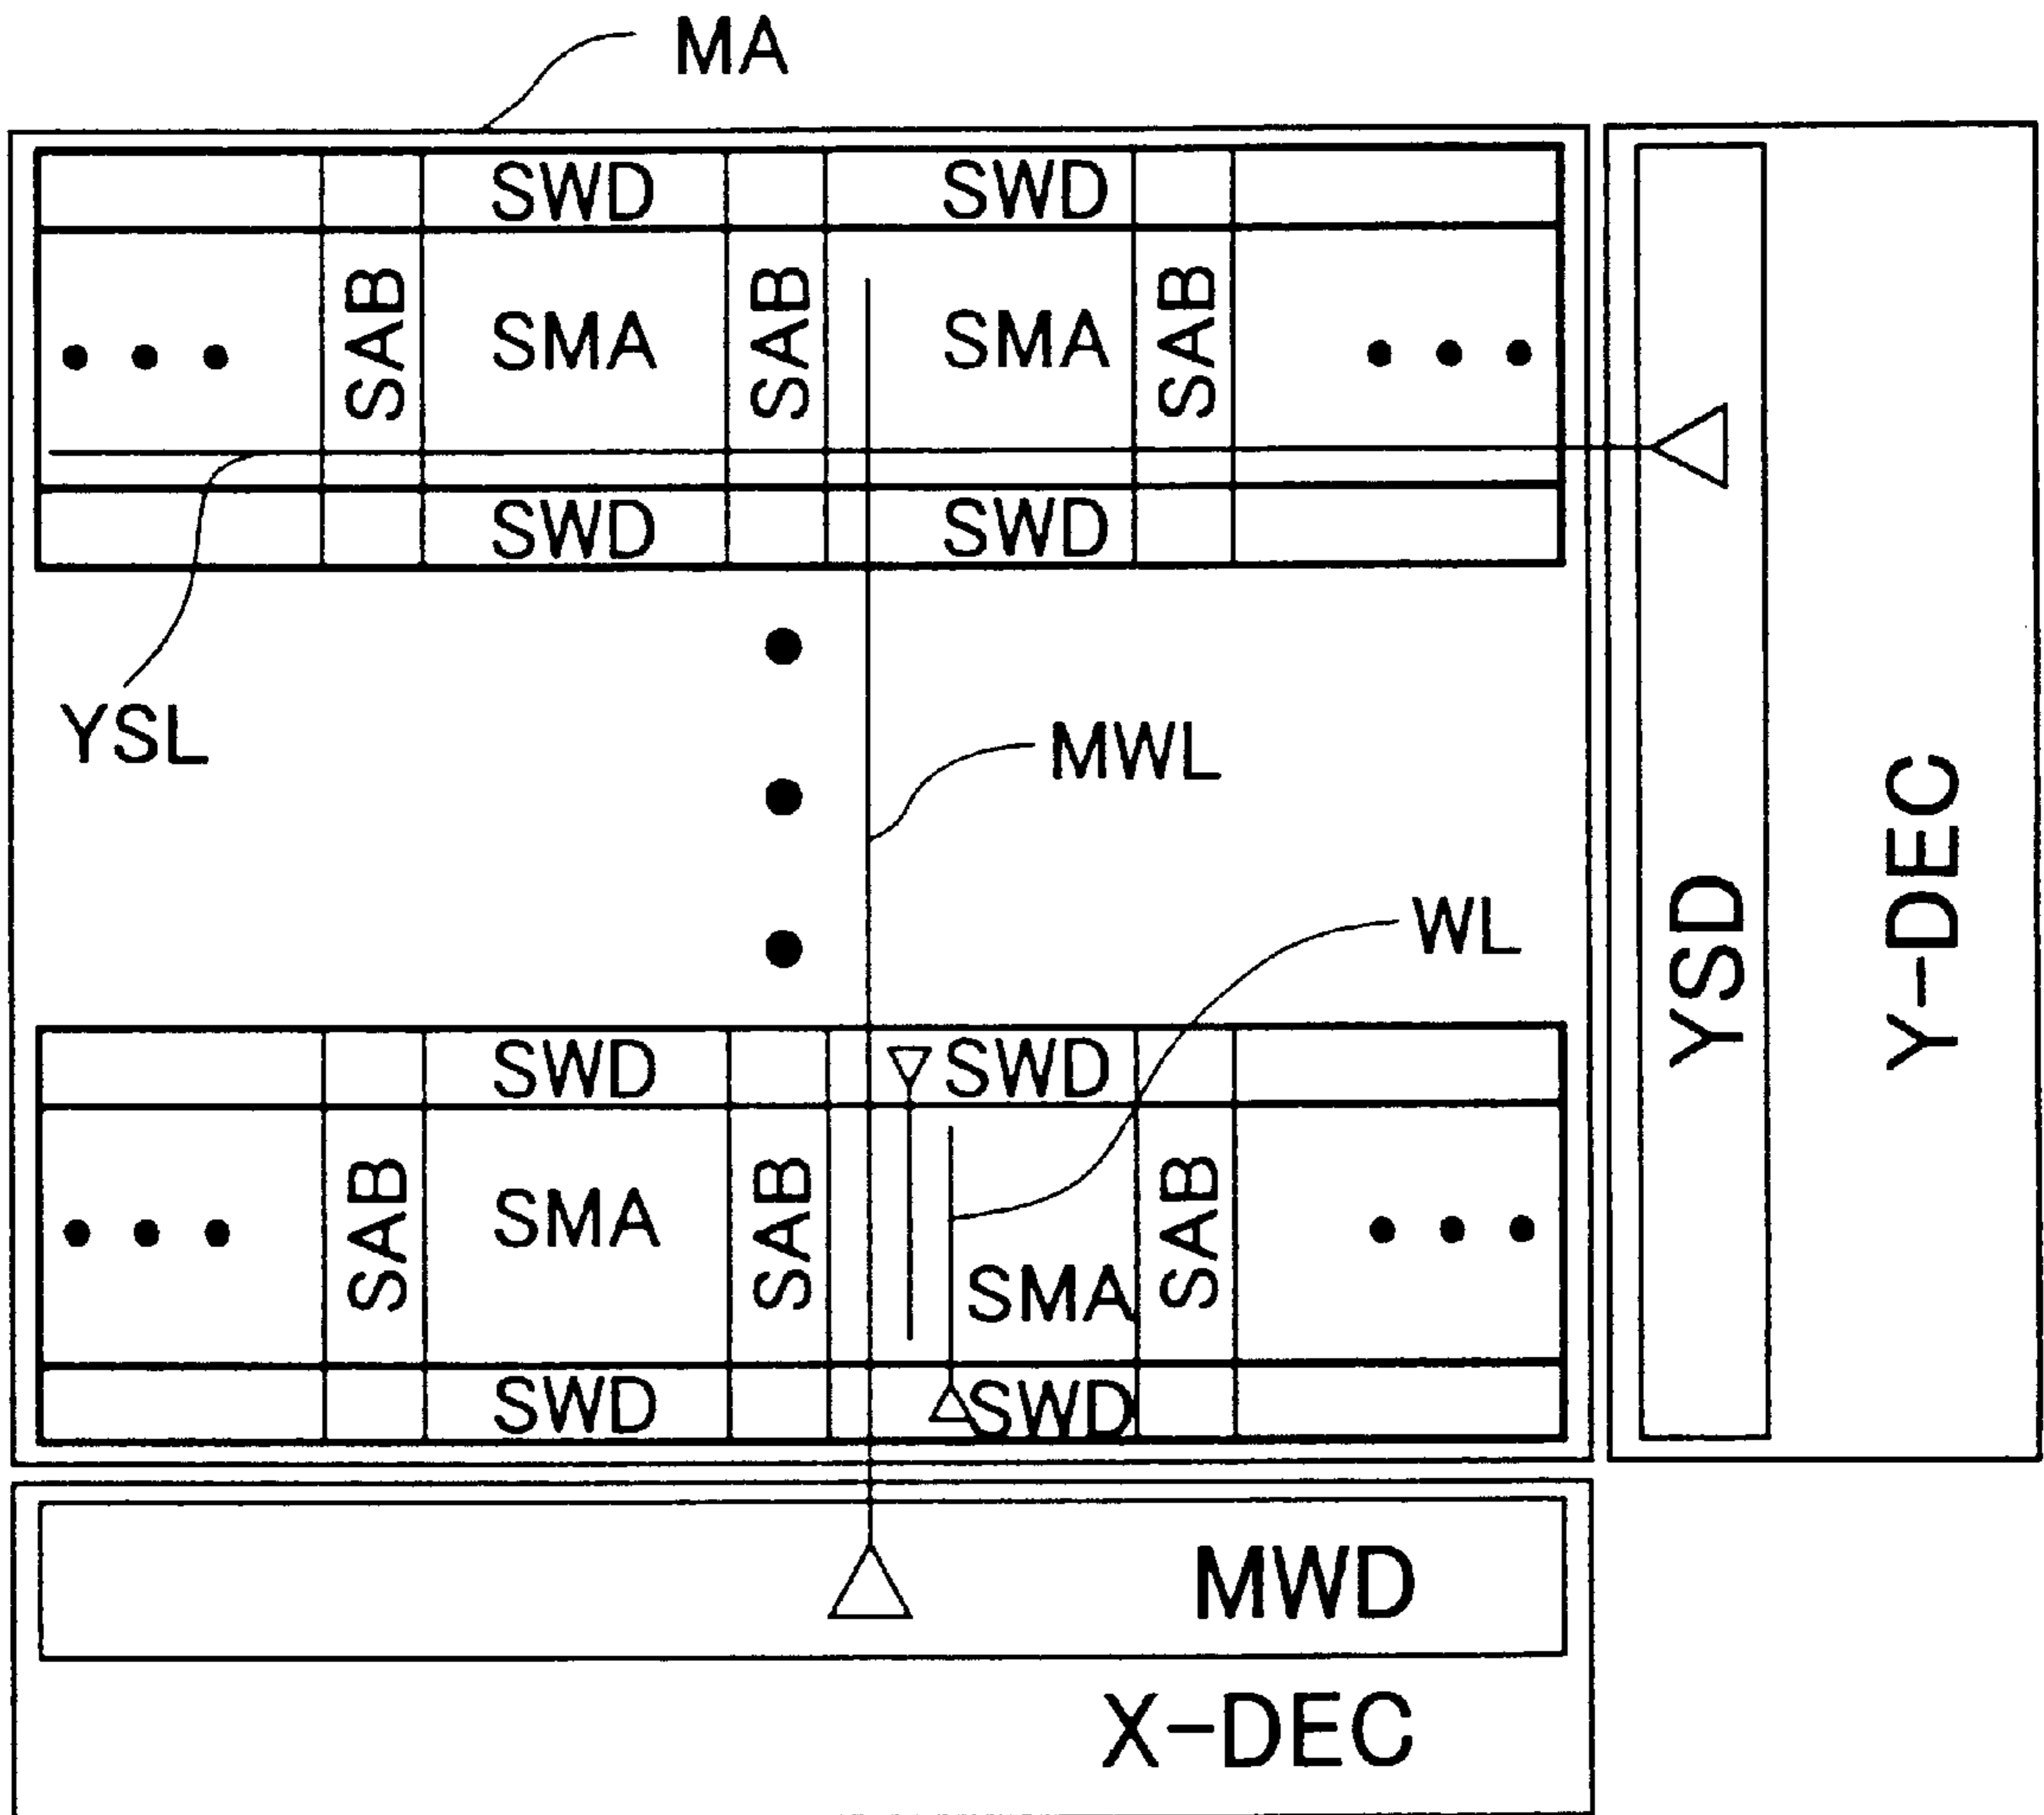 MA
SWD SWD
SAB SMA SAB SMA SAB
SWD SWD
YSL
MWL
WL
YSD
Y-DEC
SWD SWD
SAB SMA SAB SMA SAB
SWD SWD
MWD
X-DEC